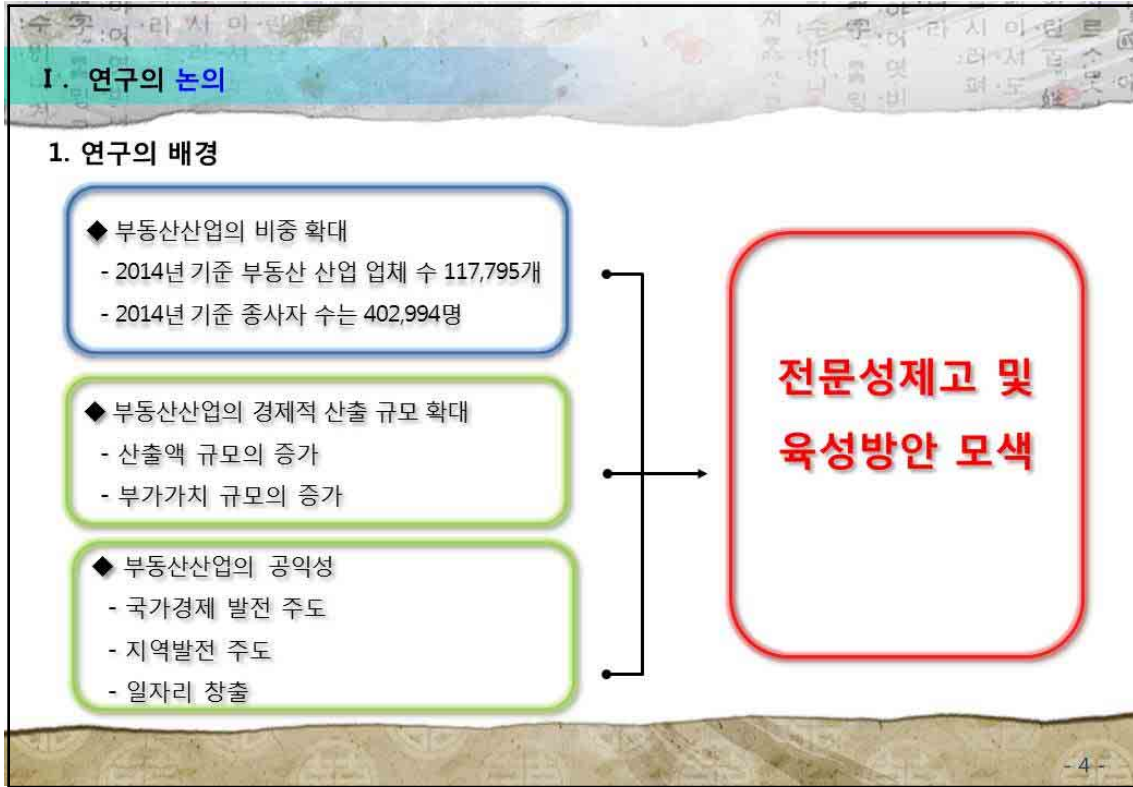 Ⅰ. 연구의 논의
1. 연구의 배경
◆ 부동산산업의 비중 확대
- 2014년 기준 부동산 산업 업체 수 117,795개
- 2014년 기준 종사자 수는 402,994명
◆ 부동산산업의 경제적 산출 규모 확대
- 산출액 규모의 증가
- 부가가치 규모의 증가
◆ 부동산산업의 공익성
- 국가경제 발전 주도
- 지역발전 주도
- 일자리 창출
전문성제고 및
육성방안 모색
- 4 -